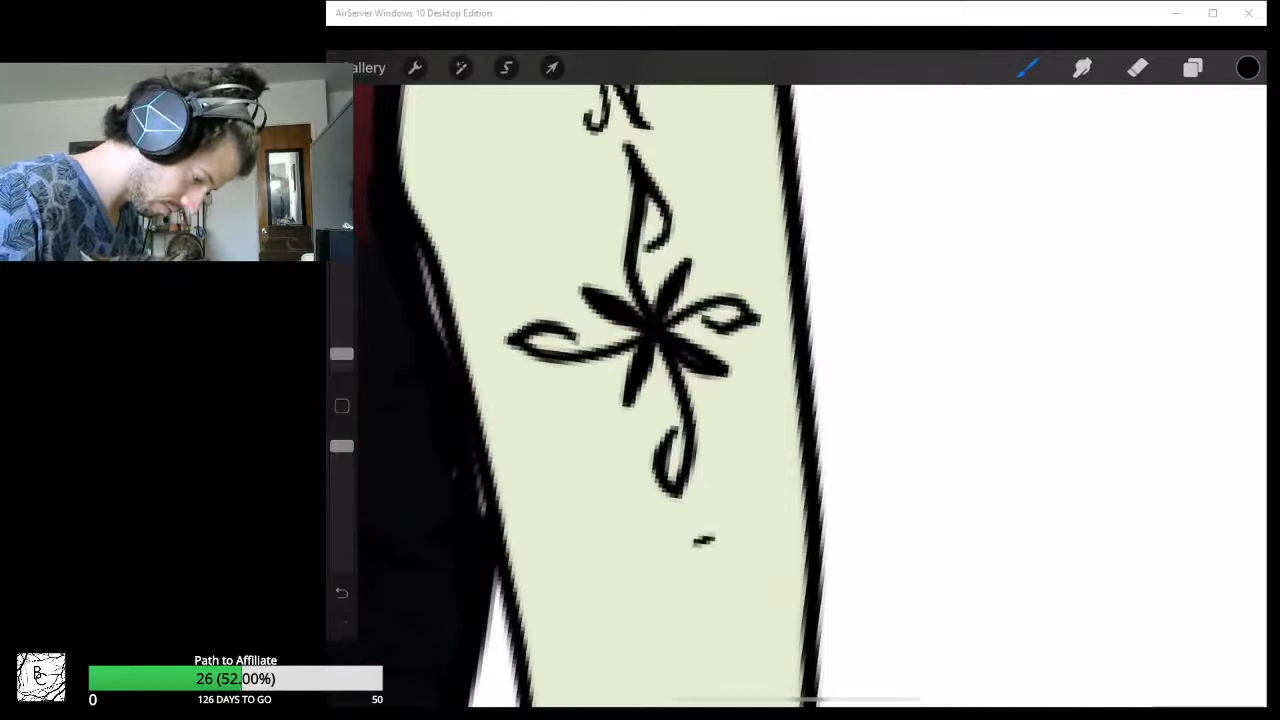 AirServer Windows 10 Desktop Edition
allery
N
Path to Affiliate
26 (52.00%)
0
126 DAYS TO GO
50
B